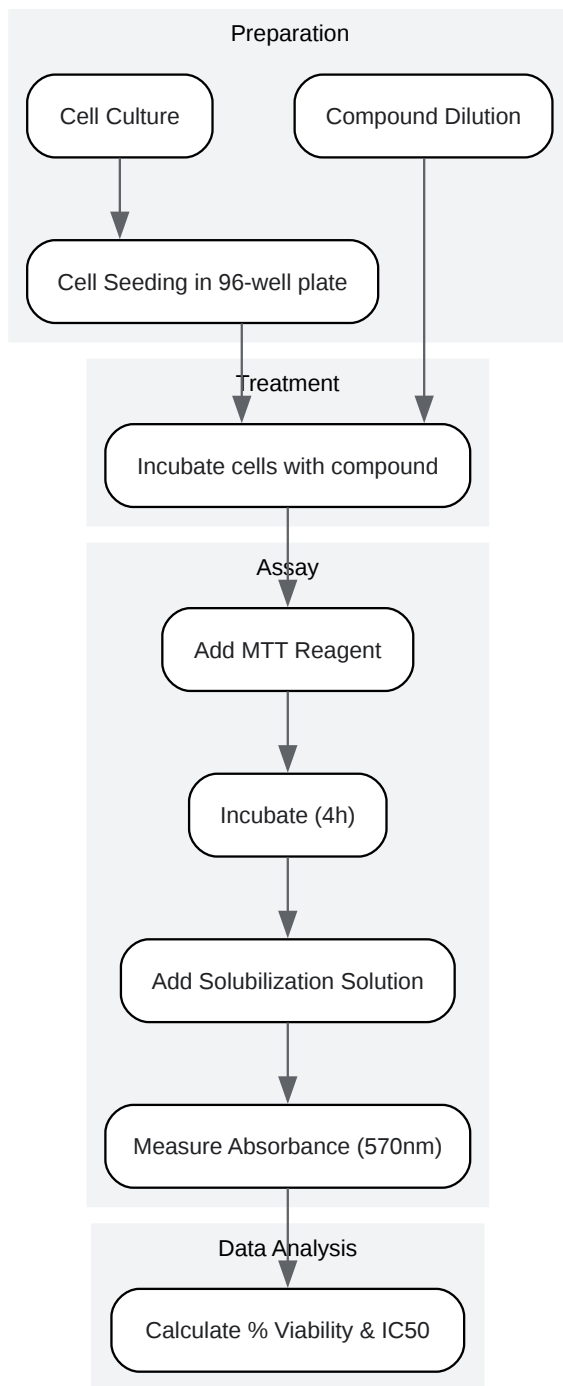 Preparation
Cell Culture
Compound Dilution
Cell Seeding in 96-well plate
Treatment
Incubate cells with compound
Assay
Add MTT Reagent
Incubate (4h)
Add Solubilization Solution
Measure Absorbance (570nm)
Data Analysis
Calculate % Viability & IC50